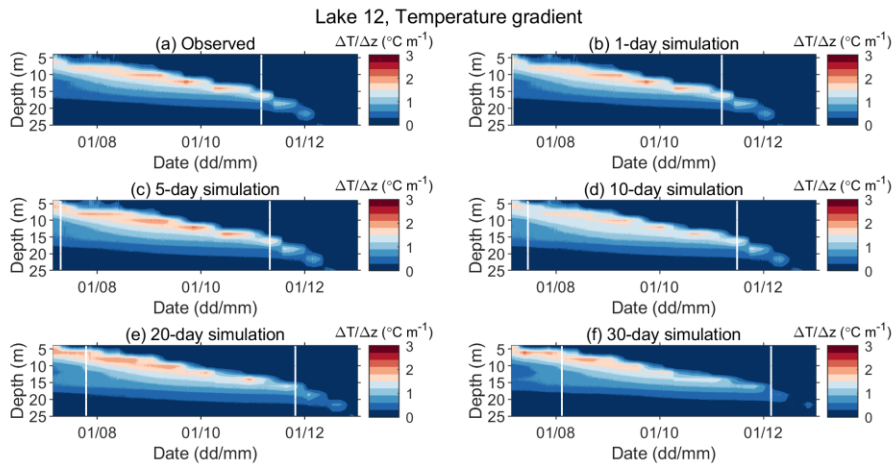 Lake 12, Temperature gradient
(a) Observed
ΔT/Δz (°C m⁻¹)
Depth (m)
5
10
15
20
25
01/08
01/10
01/12
Date (dd/mm)
3
2
1
0
(b) 1-day simulation
ΔT/Δz (°C m⁻¹)
Depth (m)
5
10
15
20
25
01/08
01/10
01/12
Date (dd/mm)
3
2
1
0
(c) 5-day simulation
ΔT/Δz (°C m⁻¹)
Depth (m)
5
10
15
20
25
01/08
01/10
01/12
Date (dd/mm)
3
2
1
0
(d) 10-day simulation
ΔT/Δz (°C m⁻¹)
Depth (m)
5
10
15
20
25
01/08
01/10
01/12
Date (dd/mm)
3
2
1
0
(e) 20-day simulation
ΔT/Δz (°C m⁻¹)
Depth (m)
5
10
15
20
25
01/08
01/10
01/12
Date (dd/mm)
3
2
1
0
(f) 30-day simulation
ΔT/Δz (°C m⁻¹)
Depth (m)
5
10
15
20
25
01/08
01/10
01/12
Date (dd/mm)
3
2
1
0